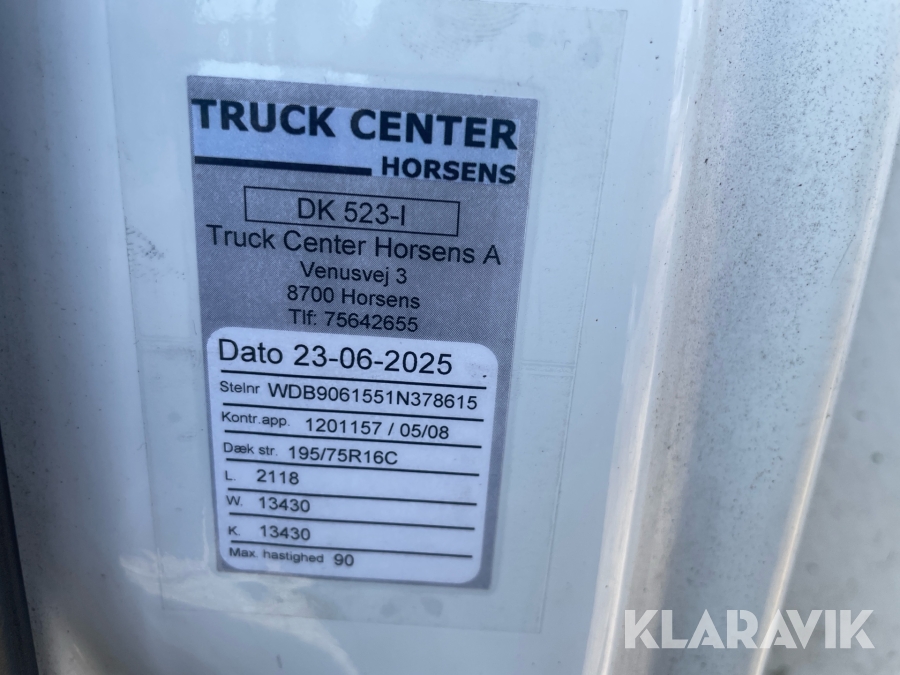 TRUCK CENTER
HORSENS
DK 523-I
Truck Center Horsens A
Venusvej 3
8700 Horsens
Tlf: 75642655
Dato 23-06-2025
Stelnr WDB9061551N378615
Kontr.app. 1201157 / 05/08
Dæk str. 195/75R16C
L. 2118
W. 13430
K. 13430
Max. hastighed 90
KLARAVIK